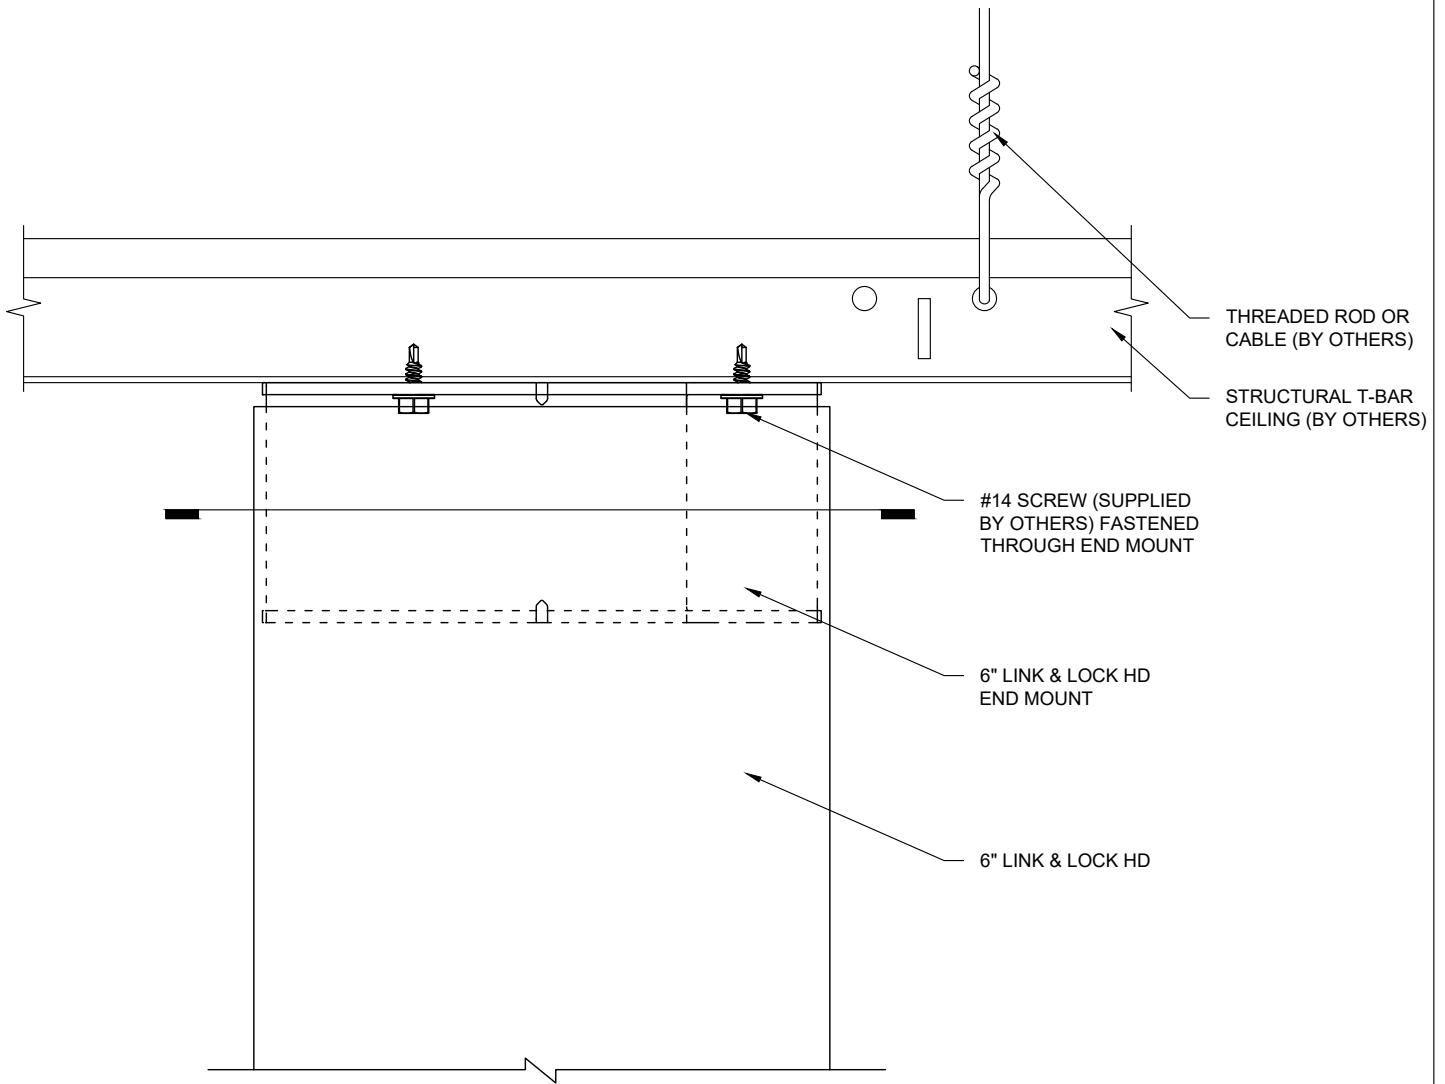 THREADED ROD OR
CABLE (BY OTHERS)
STRUCTURAL T-BAR
CEILING (BY OTHERS)
#14 SCREW (SUPPLIED
BY OTHERS) FASTENED
THROUGH END MOUNT
6" LINK & LOCK HD
END MOUNT
6" LINK & LOCK HD